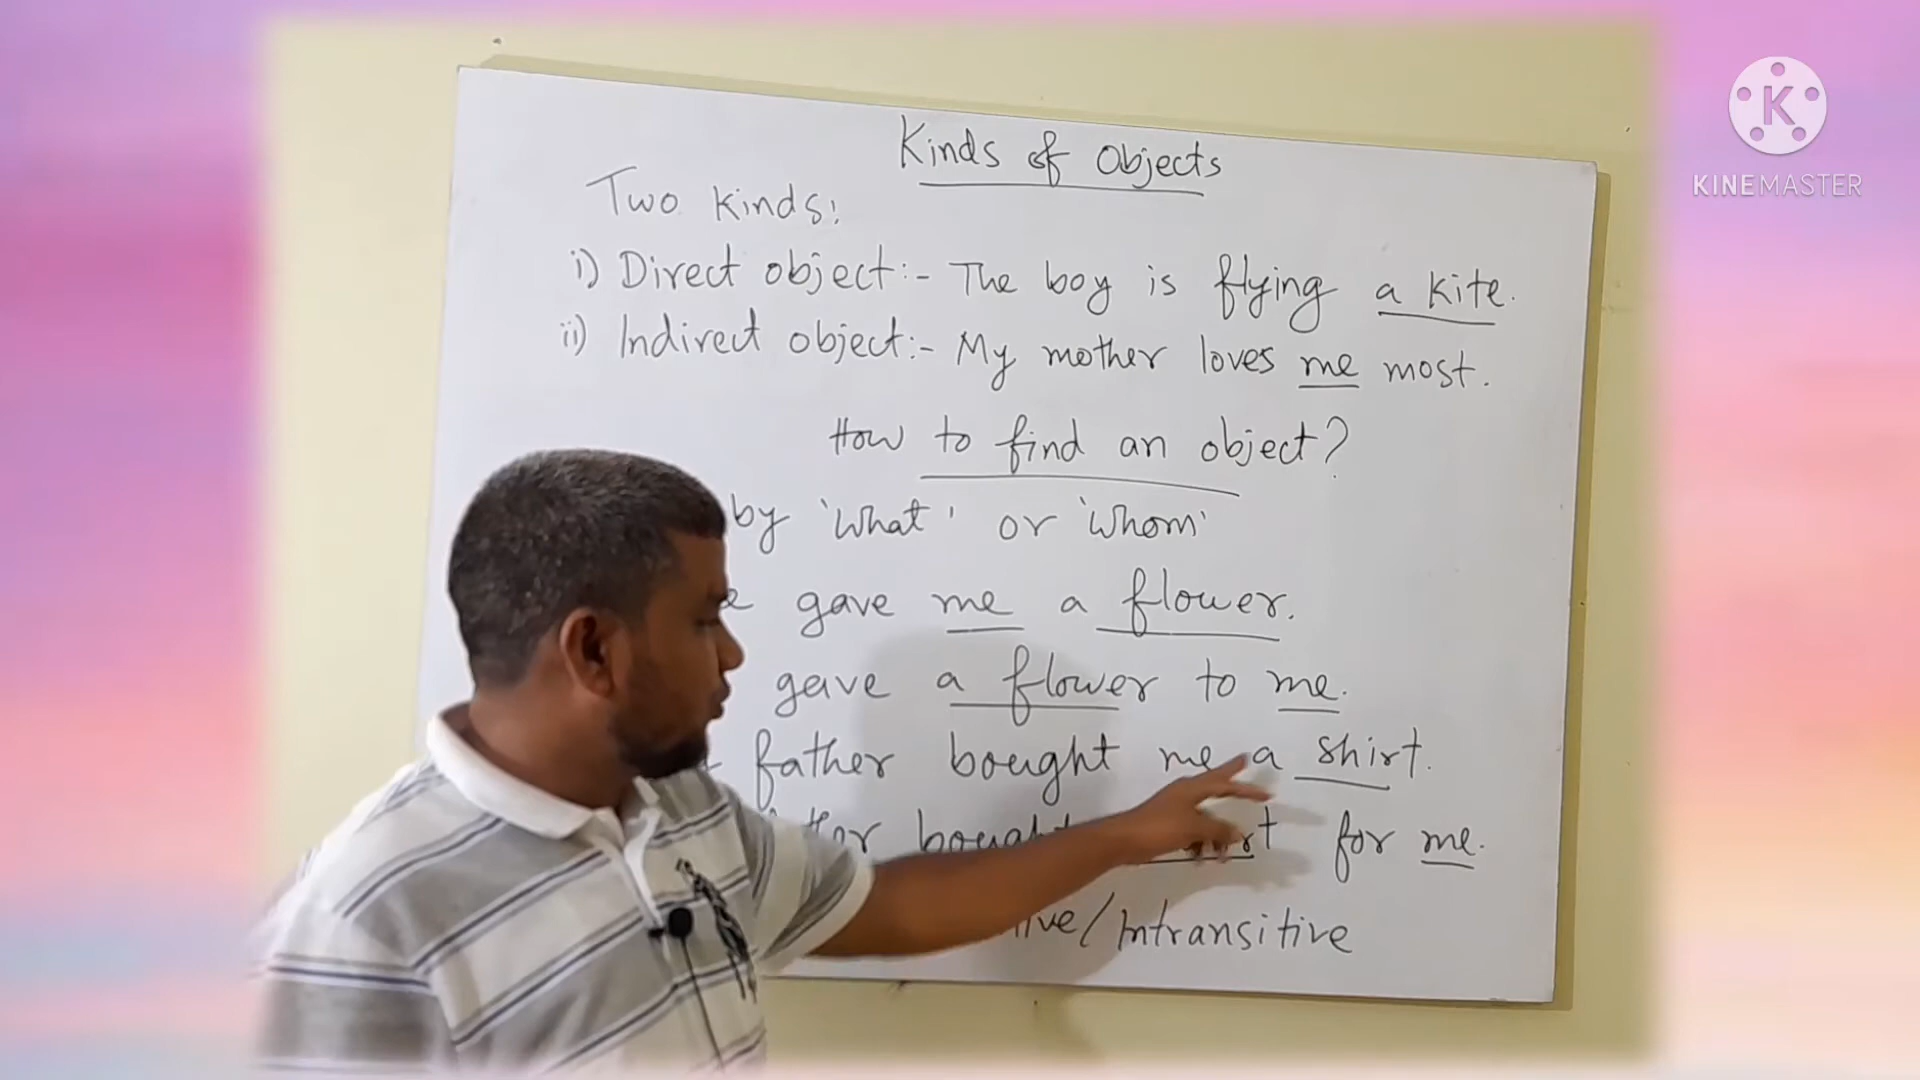 Kinds of Objects
Two Kinds:
i) Direct object:- The boy is flying a kite.
ii) Indirect object:- My mother loves me most.
How to find an object?
by 'what' or 'whom'
gave me a flower.
gave a flower to me.
father bought me a shirt.
bought for me.
/Intransitive
K
KINEMASTER